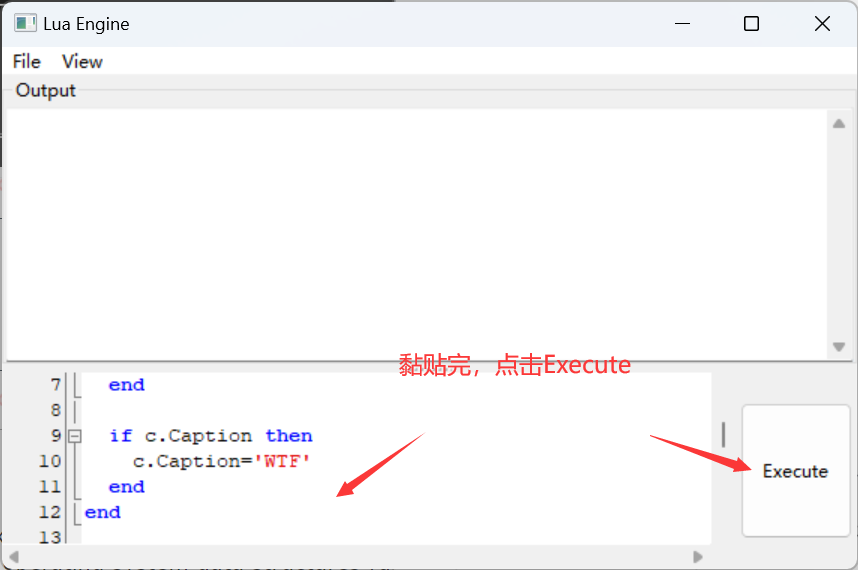 Lua Engine
File View
Output
黏贴完，点击Execute
7 end
8
9 if c.Caption then
10 c.Caption='WTF'
11 end
12 end
13
Execute